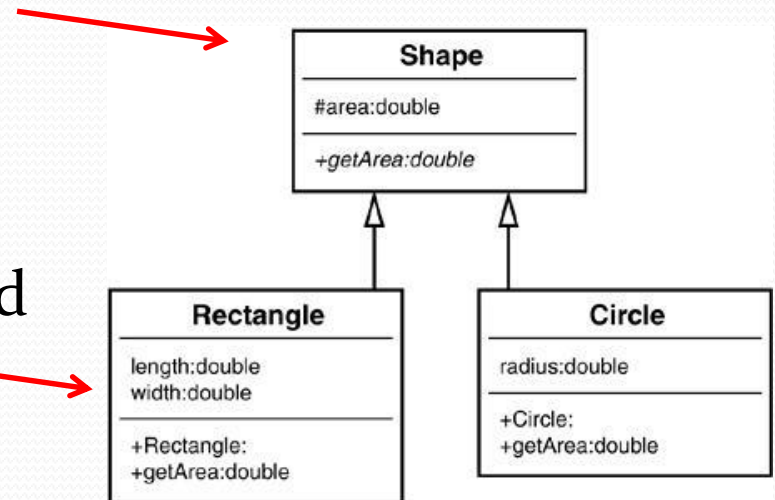 Shape
#area:double
+getArea:double
d
Rectangle
length:double
width:double
+Rectangle:
+getArea:double
Circle
radius:double
+Circle:
+getArea:double